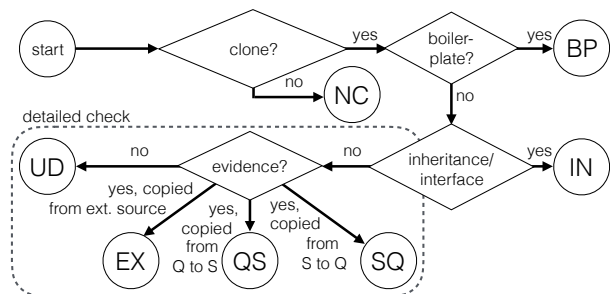 start
clone?
yes
boiler-
plate?
yes
BP
no
NC
no
detailed check
UD
no
evidence?
no
inheritance/
interface
yes
IN
yes, copied
from ext. source
yes,
copied
from
Q to S
yes,
copied
from
S to Q
EX
QS
SQ